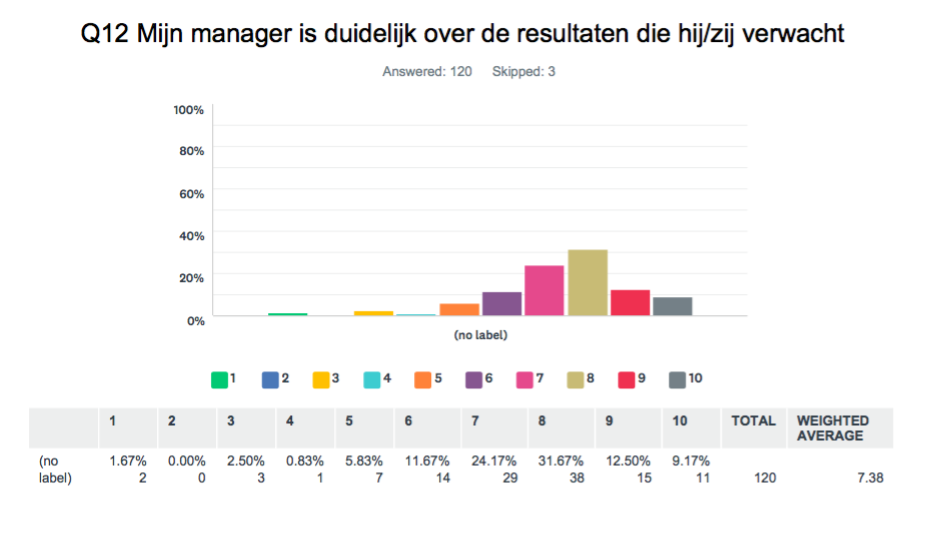 Q12 Mijn manager is duidelijk over de resultaten die hij/zij verwacht
Answered: 120 Skipped: 3
100%
80%
60%
40%
20%
0%
(no label)
1 2 3 4 5 6 7 8 9 10
1 2 3 4 5 6 7 8 9 10 TOTAL WEIGHTED
AVERAGE
(no 1.67% 0.00% 2.50% 0.83% 5.83% 11.67% 24.17% 31.67% 12.50% 9.17%
label) 2 0 3 1 7 14 29 38 15 11 120 7.38